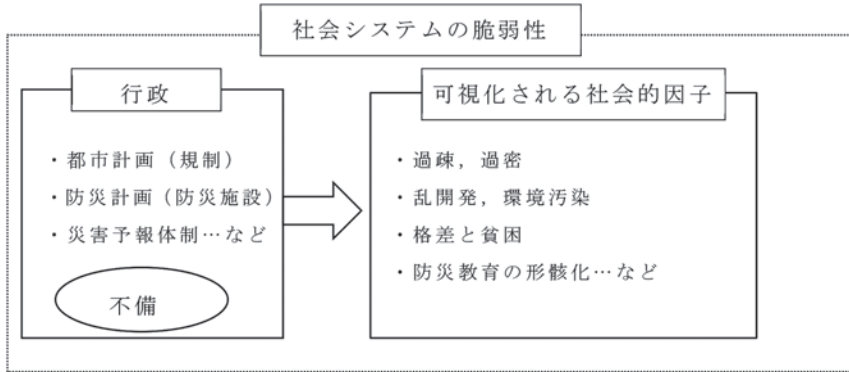 社会システムの脆弱性
行政
・都市計画（規制）
・防災計画（防災施設）
・災害予報体制…など
不備
可視化される社会的因子
・過疎，過密
・乱開発，環境汚染
・格差と貧困
・防災教育の形骸化…など